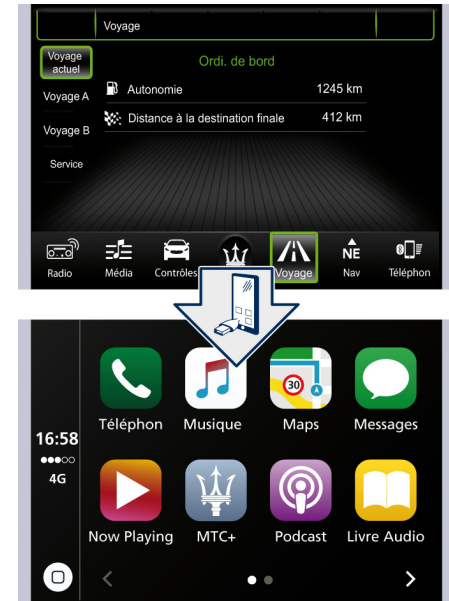 Voyage
Voyage
actuel
Ordi. de bord
Autonomie 1245 km
Voyage A
Distance à la destination finale 412 km
Voyage B
Service
NE
Radio Média Contrôles Voyage Nav Téléphon
30
Téléphon Musique Maps Messages
16:58
4G
Now Playing MTC+ Podcast Livre Audio